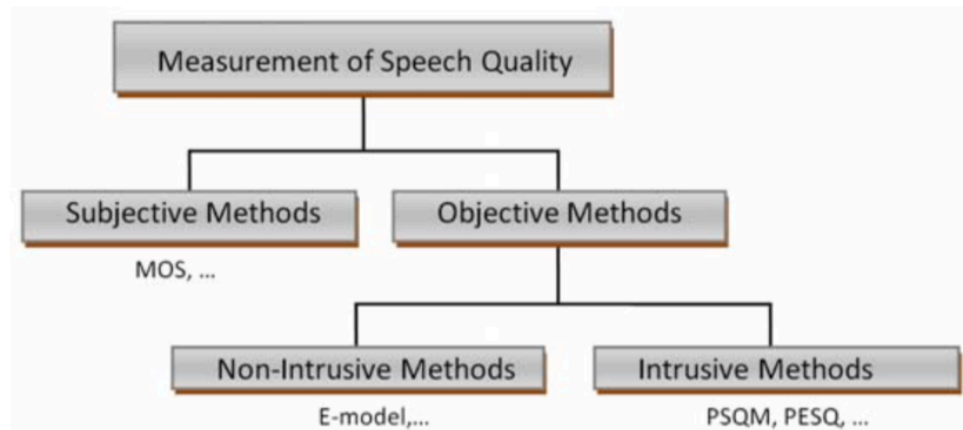 Measurement of Speech Quality
Subjective Methods
Objective Methods
MOS, ...
Non-Intrusive Methods
Intrusive Methods
E-model,...
PSQM, PESQ, ...